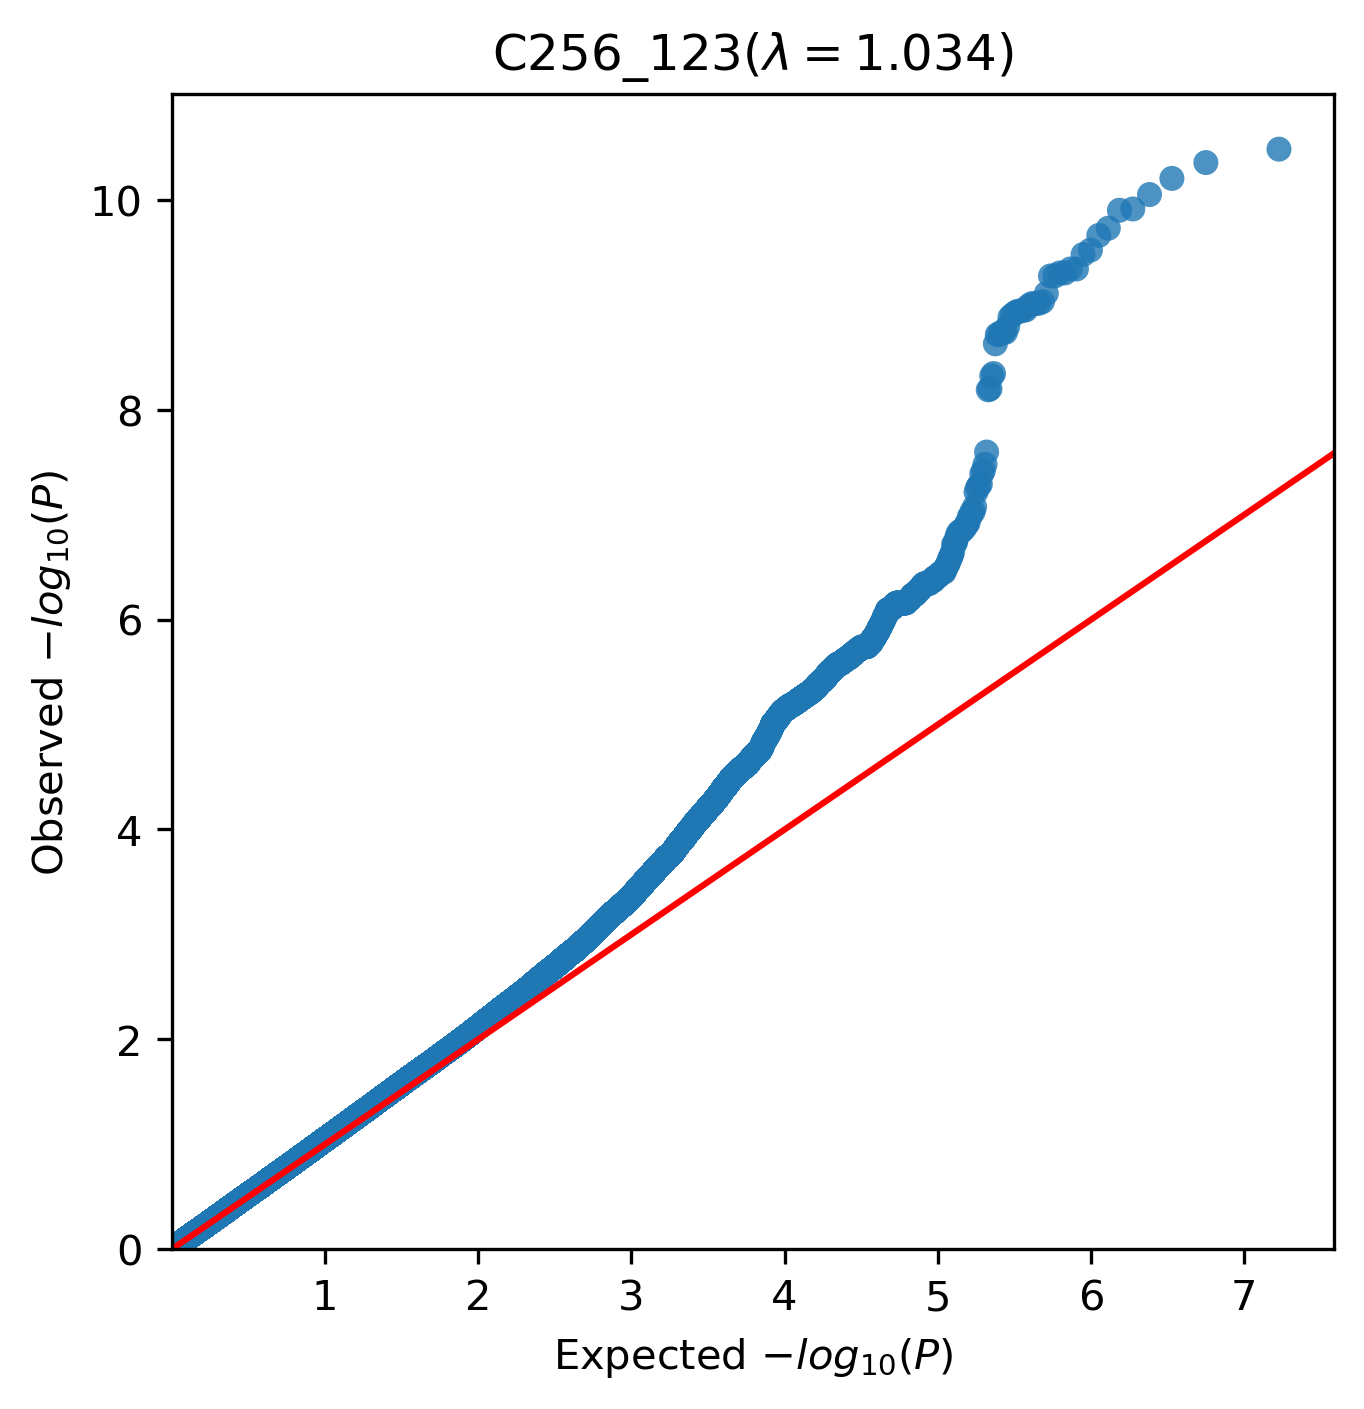 C256_123(λ = 1.034)
10
8
6
4
2
0
Observed −log₁₀(P)
1 2 3 4 5 6 7
Expected −log₁₀(P)